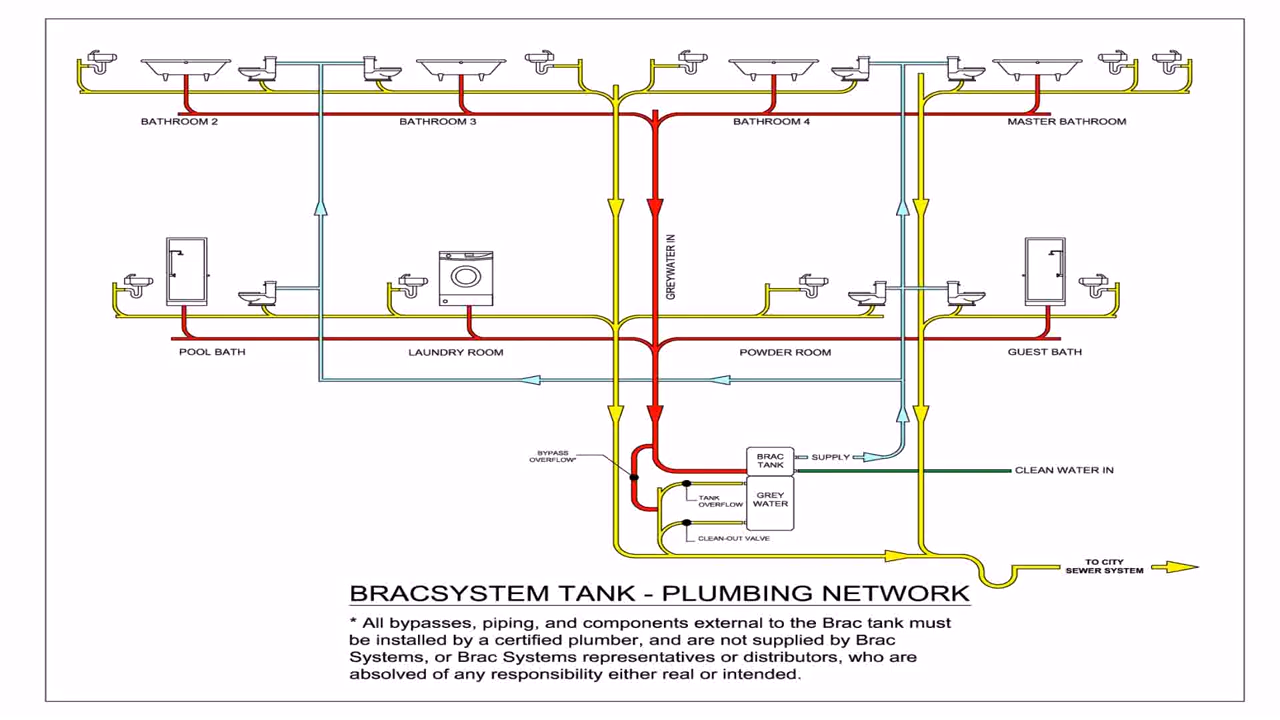 BATHROOM 2
BATHROOM 3
BATHROOM 4
MASTER BATHROOM
GREYWATER IN
POOL BATH
LAUNDRY ROOM
POWDER ROOM
GUEST BATH
BYPASS
OVERFLOW*
BRAC
TANK
SUPPLY
CLEAN WATER IN
GREY
WATER
TANK
OVERFLOW
CLEAN-OUT VALVE
TO CITY
SEWER SYSTEM
BRACSYSTEM TANK - PLUMBING NETWORK
* All bypasses, piping, and components external to the Brac tank must
be installed by a certified plumber, and are not supplied by Brac
Systems, or Brac Systems representatives or distributors, who are
absolved of any responsibility either real or intended.